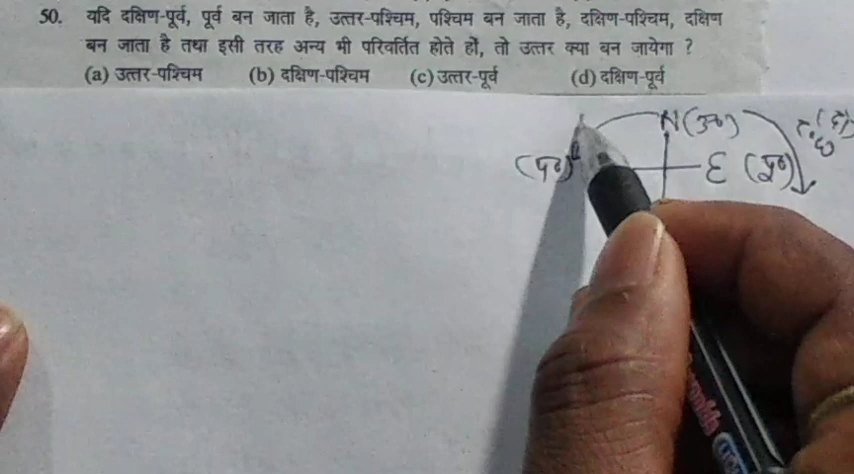 50. यदि दक्षिण-पूर्व, पूर्व बन जाता है, उत्तर-पश्चिम, पश्चिम बन जाता है, दक्षिण-पश्चिम, दक्षिण
बन जाता है तथा इसी तरह अन्य भी परिवर्तित होते हों, तो उत्तर क्या बन जायेगा ?
(a) उत्तर-पश्चिम (b) दक्षिण-पश्चिम (c) उत्तर-पूर्व (d) दक्षिण-पूर्व
N (उ०)
(प०) E (पू०)